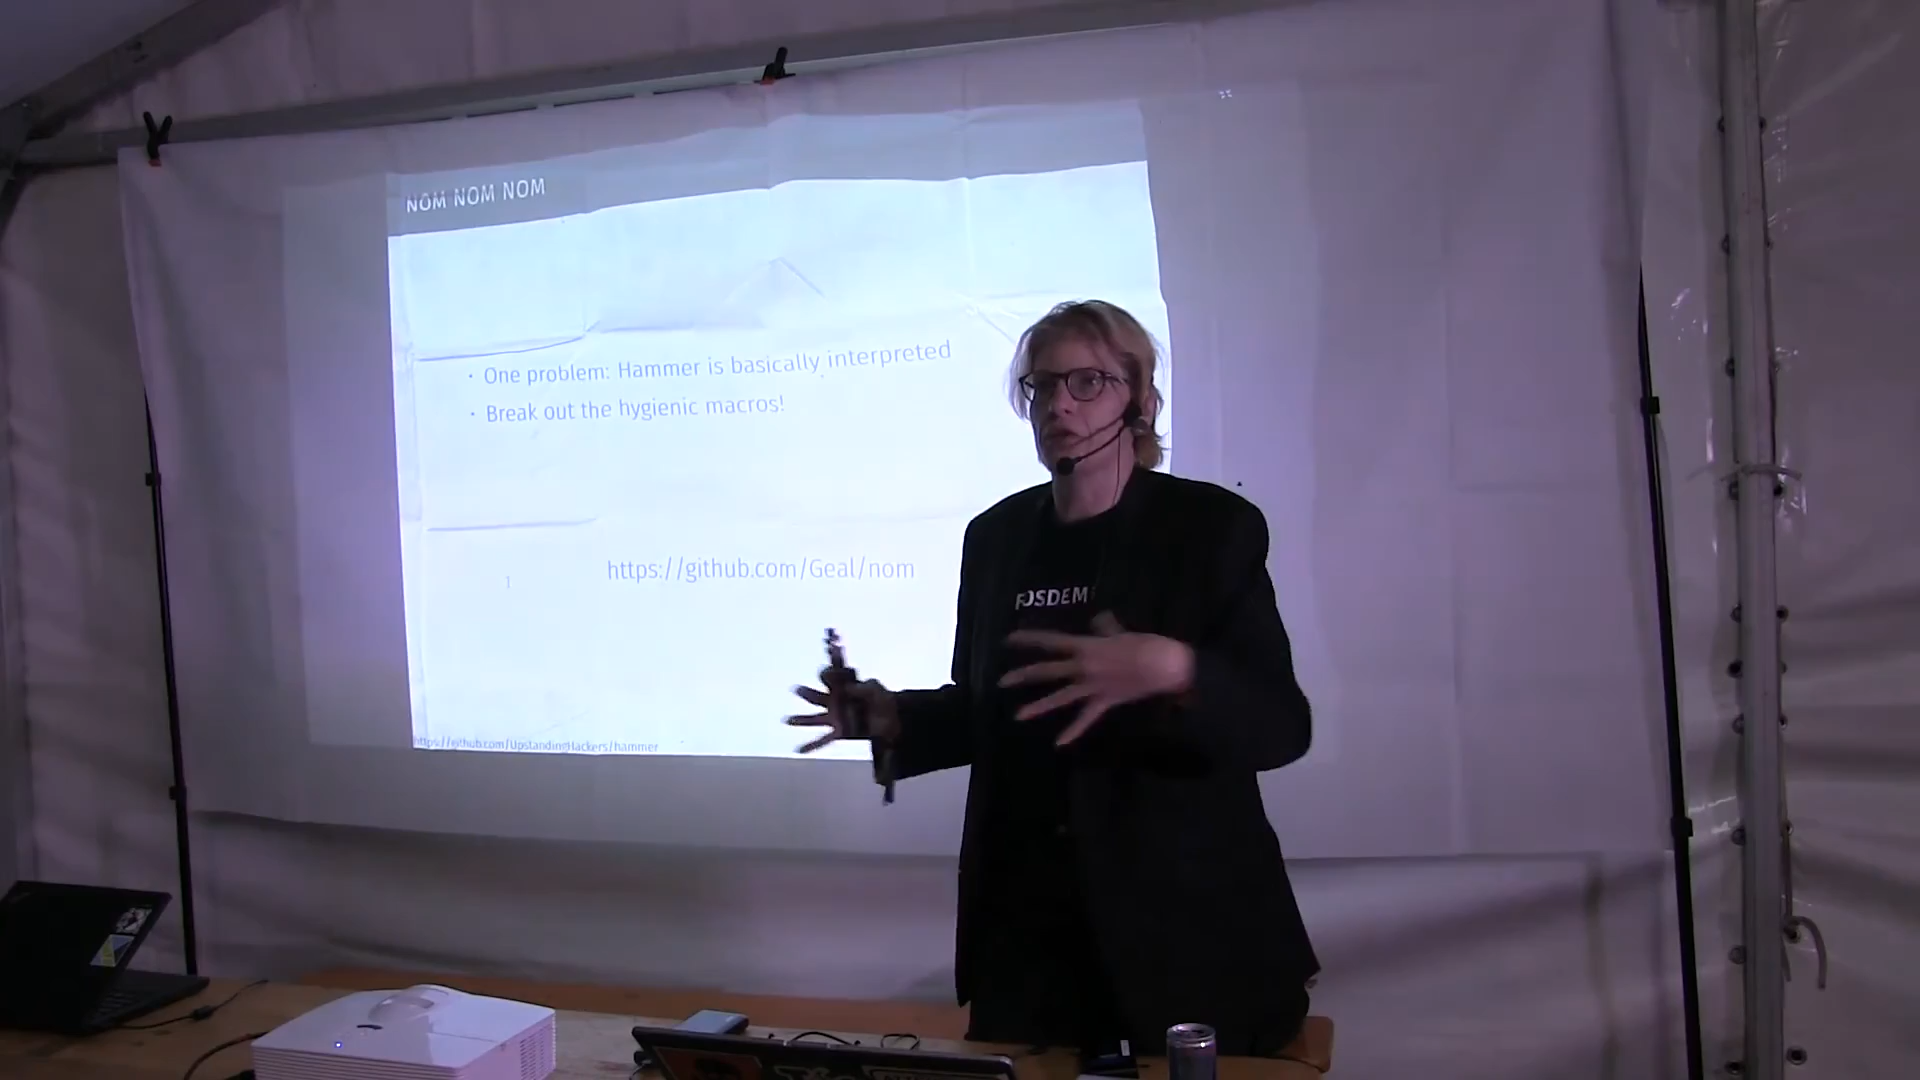 NOM NOM NOM
· One problem: Hammer is basically interpreted
· Break out the hygienic macros!
https://github.com/Geal/nom
https://github.com/UpstandingHackers/hammer
FOSDEM